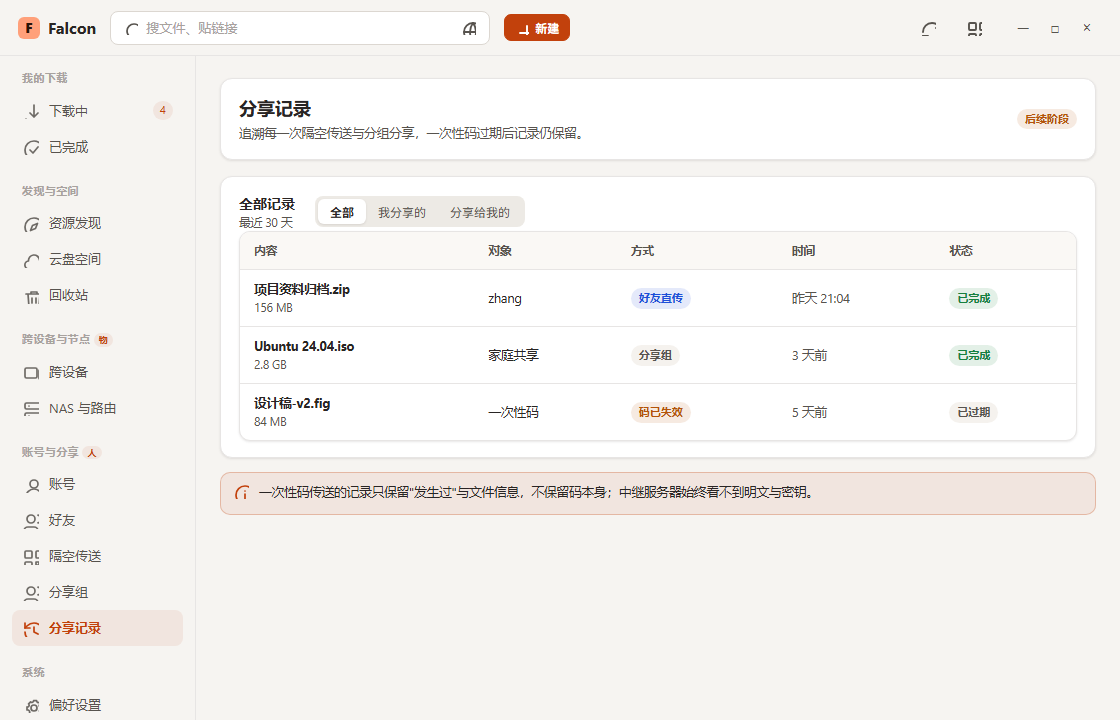 F Falcon 搜文件、贴链接 新建
我的下载
下载中 4
已完成
发现与空间
资源发现
云盘空间
回收站
跨设备与节点 物
跨设备
NAS 与路由
账号与分享 人
账号
好友
隔空传送
分享组
分享记录
系统
偏好设置
分享记录
追溯每一次隔空传送与分组分享，一次性码过期后记录仍保留。
后续阶段
全部记录
最近 30 天
全部 我分享的 分享给我的
内容 对象 方式 时间 状态
项目资料归档.zip
156 MB
zhang 好友直传 昨天 21:04 已完成
Ubuntu 24.04.iso
2.8 GB
家庭共享 分享组 3 天前 已完成
设计稿-v2.fig
84 MB
一次性码 码已失效 5 天前 已过期
一次性码传送的记录只保留"发生过"与文件信息，不保留码本身；中继服务器始终看不到明文与密钥。